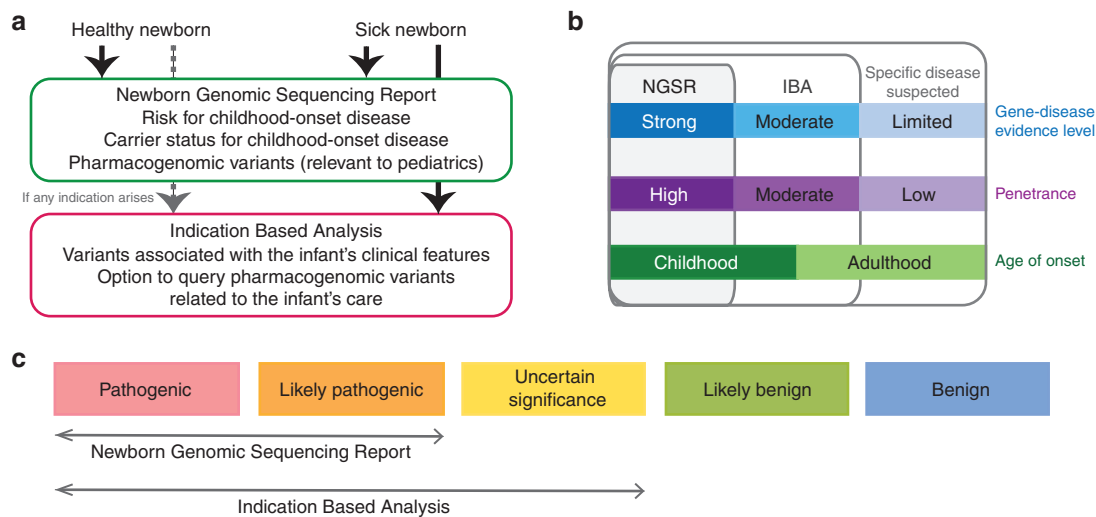 a
Healthy newborn
Sick newborn
Newborn Genomic Sequencing Report
Risk for childhood-onset disease
Carrier status for childhood-onset disease
Pharmacogenomic variants (relevant to pediatrics)
If any indication arises
Indication Based Analysis
Variants associated with the infant's clinical features
Option to query pharmacogenomic variants
related to the infant's care
b
NGSR
IBA
Specific disease
suspected
Strong
Moderate
Limited
Gene-disease
evidence level
High
Moderate
Low
Penetrance
Childhood
Adulthood
Age of onset
c
Pathogenic
Likely pathogenic
Uncertain
significance
Likely benign
Benign
Newborn Genomic Sequencing Report
Indication Based Analysis